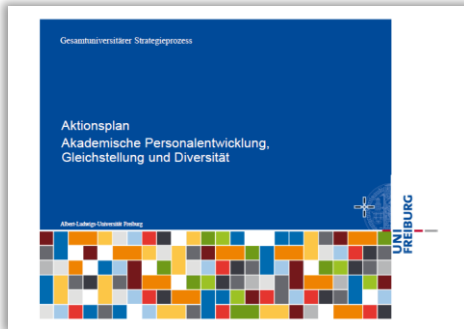 Gesamtuniversitärer Strategieprozess
Aktionsplan
Akademische Personalentwicklung,
Gleichstellung und Diversität
Albert-Ludwigs-Universität Freiburg
UNI
FREIBURG